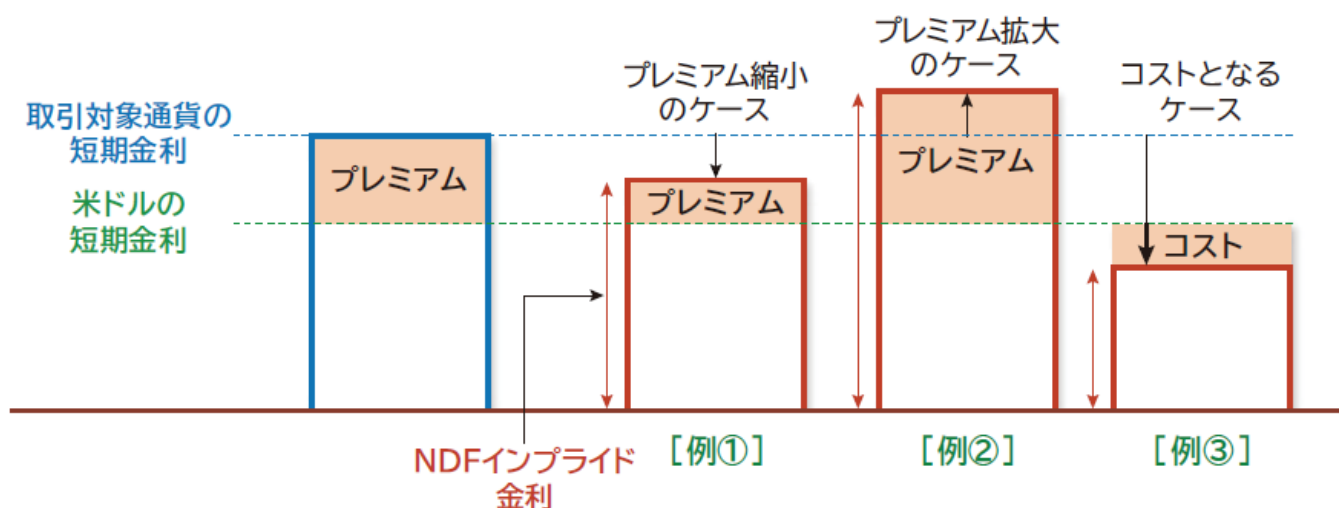 取引対象通貨の
短期金利
米ドルの
短期金利
プレミアム
プレミアム縮小
のケース
プレミアム
プレミアム拡大
のケース
プレミアム
コストとなる
ケース
コスト
NDFインプライド
金利
［例①］
［例②］
［例③］